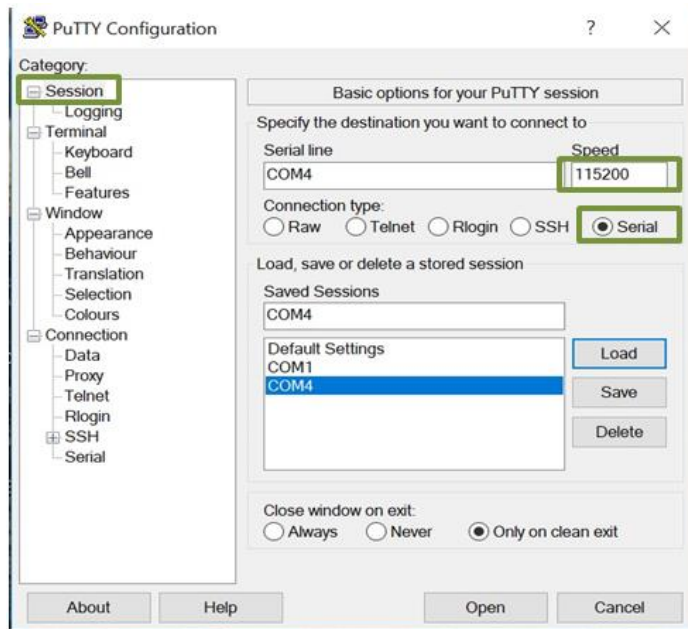 PuTTY Configuration
Category:
Session
Logging
Terminal
Keyboard
Bell
Features
Window
Appearance
Behaviour
Translation
Selection
Colours
Connection
Data
Proxy
Telnet
Rlogin
SSH
Serial
Basic options for your PuTTY session
Specify the destination you want to connect to
Serial line Speed
COM4 115200
Connection type:
Raw Telnet Rlogin SSH Serial
Load, save or delete a stored session
Saved Sessions
COM4
Default Settings
COM1
COM4
Load
Save
Delete
Close window on exit:
Always Never Only on clean exit
About Help Open Cancel